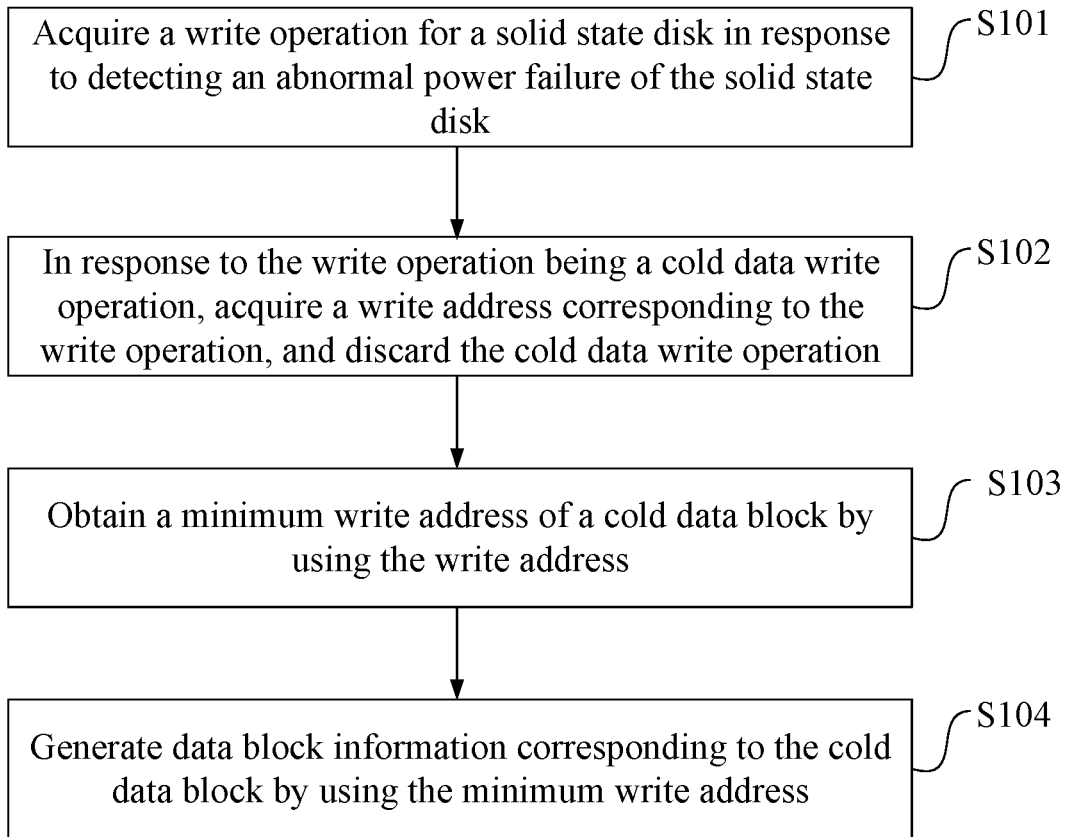 Acquire a write operation for a solid state disk in response
to detecting an abnormal power failure of the solid state
disk
S101
In response to the write operation being a cold data write
operation, acquire a write address corresponding to the
write operation, and discard the cold data write operation
S102
Obtain a minimum write address of a cold data block by
using the write address
S103
Generate data block information corresponding to the cold
data block by using the minimum write address
S104